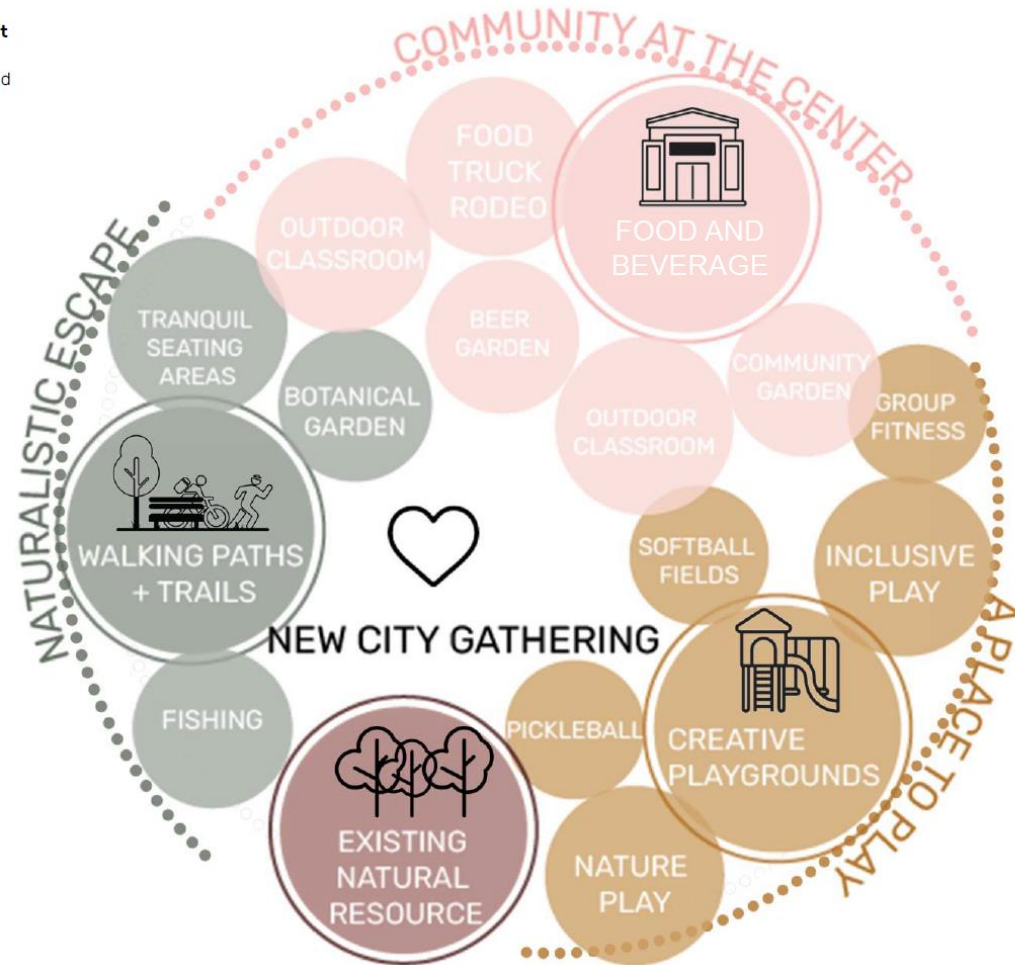 t
d
COMMUNITY AT THE CENTER
FOOD
TRUCK
RODEO
FOOD AND
BEVERAGE
OUTDOOR
CLASSROOM
NATURALISTIC ESCAPE
TRANQUIL
SEATING
AREAS
BEER
GARDEN
BOTANICAL
GARDEN
COMMUNITY
GARDEN
GROUP
FITNESS
OUTDOOR
CLASSROOM
WALKING PATHS
+ TRAILS
SOFTBALL
FIELDS
INCLUSIVE
PLAY
NEW CITY GATHERING
A PLACE TO PLAY
FISHING
PICKLEBALL
CREATIVE
PLAYGROUNDS
EXISTING
NATURAL
RESOURCE
NATURE
PLAY